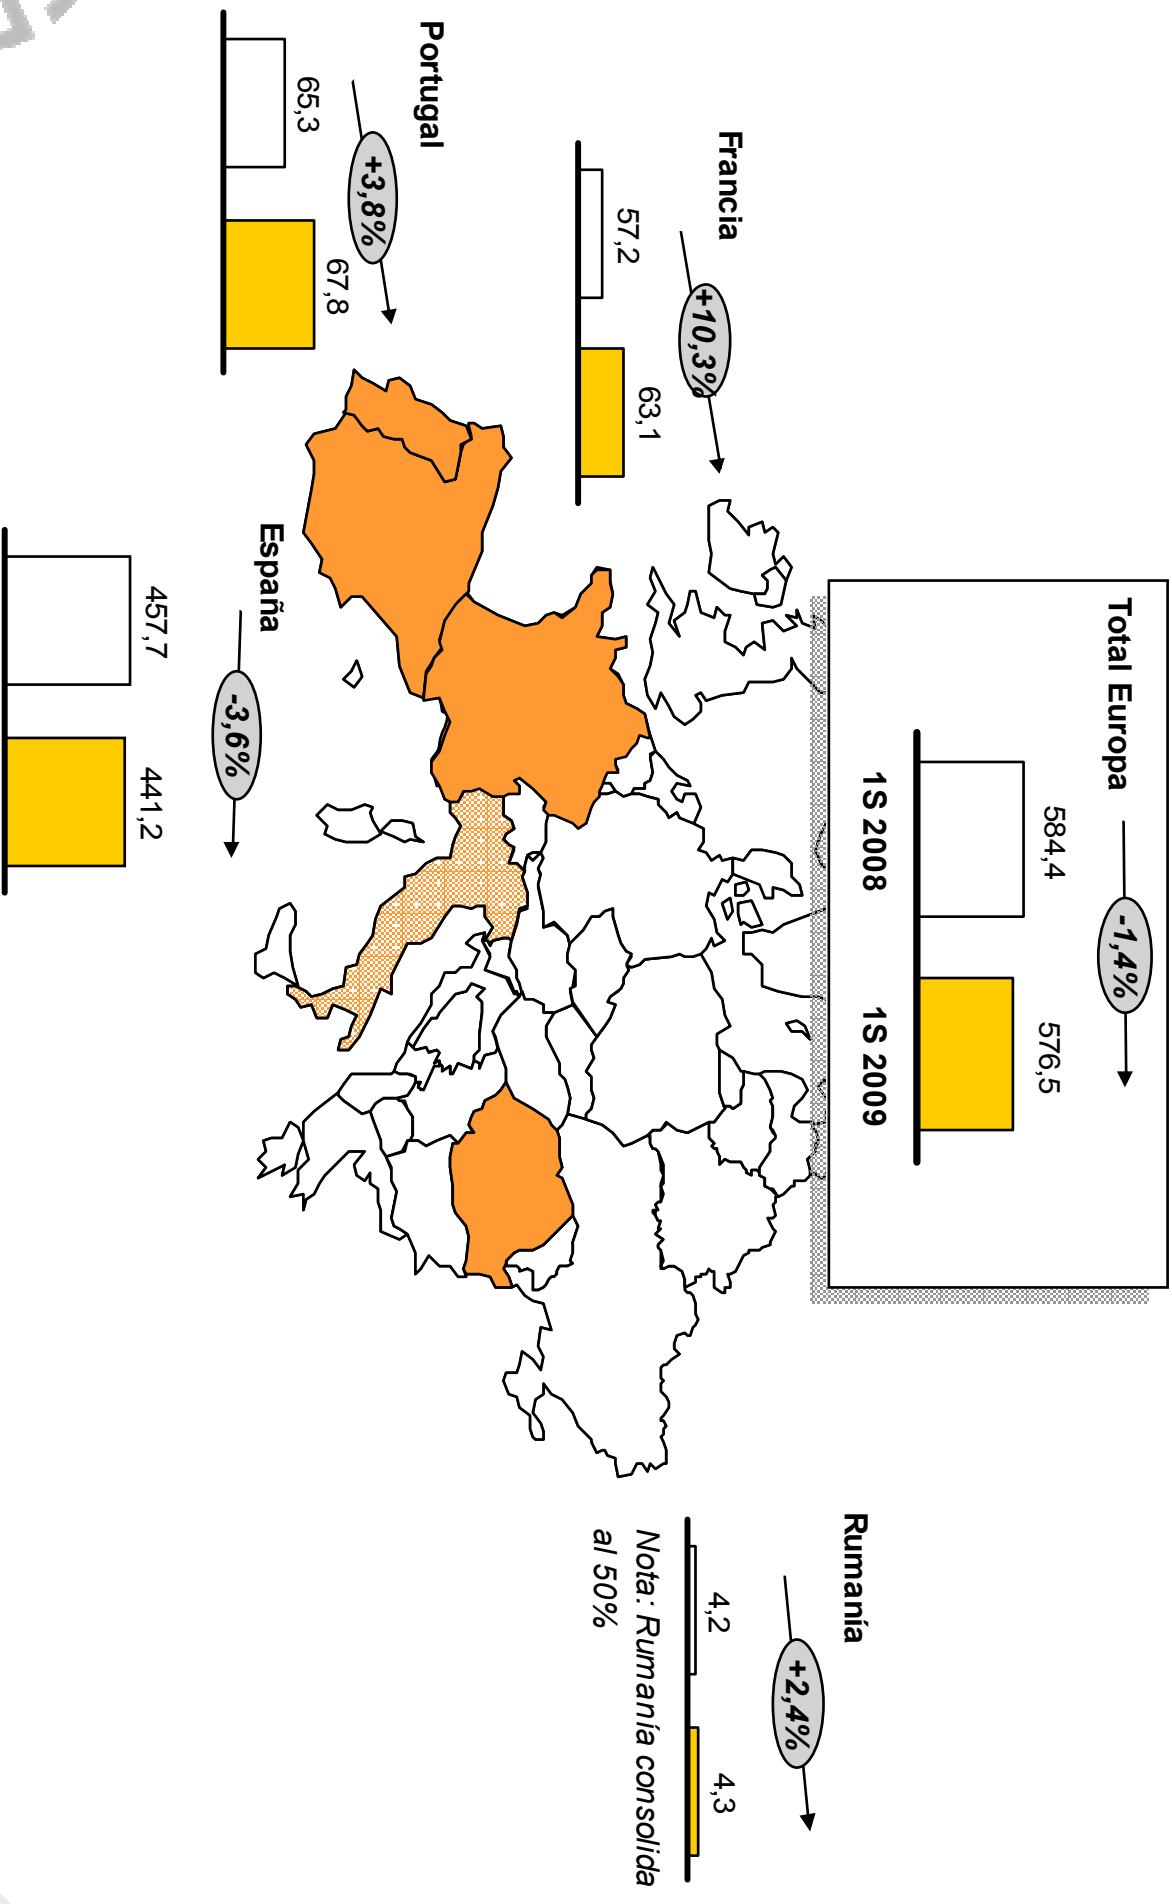 Total Europa
-1,4%
584,4
576,5
1S 2008
1S 2009
Rumanía
+2,4%
4,2
4,3
Nota: Rumanía consolida
al 50%
Francia
+10,3%
57,2
63,1
Portugal
+3,8%
65,3
67,8
España
-3,6%
457,7
441,2